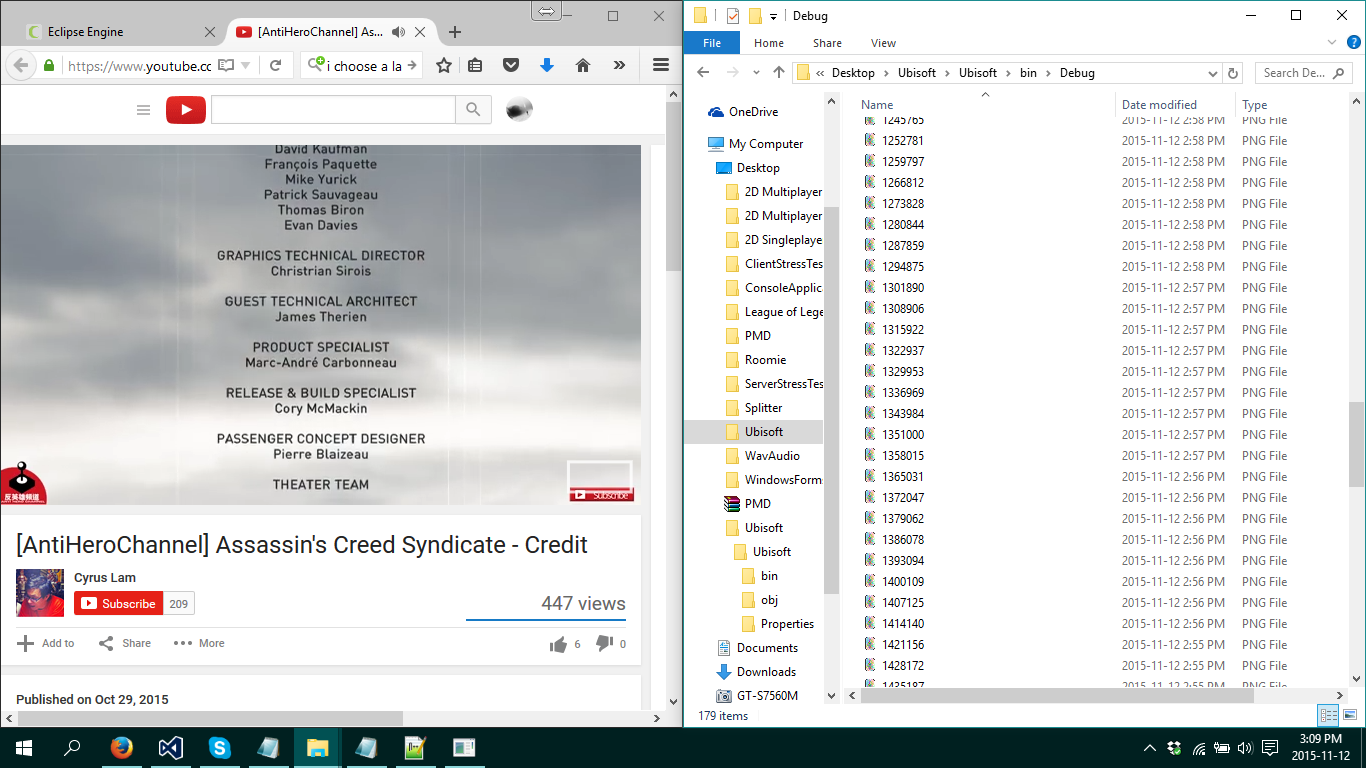 Eclipse Engine
[AntiHeroChannel] As...
https://www.youtube.cc
i choose a la
David Kaufman
François Paquette
Mike Yurick
Patrick Sauvageau
Thomas Biron
Evan Davies
GRAPHICS TECHNICAL DIRECTOR
Christrian Sirois
GUEST TECHNICAL ARCHITECT
James Therien
PRODUCT SPECIALIST
Marc-André Carbonneau
RELEASE & BUILD SPECIALIST
Cory McMackin
PASSENGER CONCEPT DESIGNER
Pierre Blaizeau
THEATER TEAM
反英雄頻道
Subscribe
[AntiHeroChannel] Assassin's Creed Syndicate - Credit
Cyrus Lam
Subscribe 209
447 views
Add to Share More 6 0
Published on Oct 29, 2015
Debug
File Home Share View
« Desktop > Ubisoft > Ubisoft > bin > Debug
Search De...
OneDrive
My Computer
Desktop
2D Multiplayer
2D Multiplayer
2D Singleplaye
ClientStressTes
ConsoleApplic
League of Lege
PMD
Roomie
ServerStressTes
Splitter
Ubisoft
WavAudio
WindowsForm
PMD
Ubisoft
Ubisoft
bin
obj
Properties
Documents
Downloads
GT-S7560M
Name Date modified Type
1245765 2015-11-12 2:58 PM PNG File
1252781 2015-11-12 2:58 PM PNG File
1259797 2015-11-12 2:58 PM PNG File
1266812 2015-11-12 2:58 PM PNG File
1273828 2015-11-12 2:58 PM PNG File
1280844 2015-11-12 2:58 PM PNG File
1287859 2015-11-12 2:58 PM PNG File
1294875 2015-11-12 2:58 PM PNG File
1301890 2015-11-12 2:57 PM PNG File
1308906 2015-11-12 2:57 PM PNG File
1315922 2015-11-12 2:57 PM PNG File
1322937 2015-11-12 2:57 PM PNG File
1329953 2015-11-12 2:57 PM PNG File
1336969 2015-11-12 2:57 PM PNG File
1343984 2015-11-12 2:57 PM PNG File
1351000 2015-11-12 2:57 PM PNG File
1358015 2015-11-12 2:57 PM PNG File
1365031 2015-11-12 2:56 PM PNG File
1372047 2015-11-12 2:56 PM PNG File
1379062 2015-11-12 2:56 PM PNG File
1386078 2015-11-12 2:56 PM PNG File
1393094 2015-11-12 2:56 PM PNG File
1400109 2015-11-12 2:56 PM PNG File
1407125 2015-11-12 2:56 PM PNG File
1414140 2015-11-12 2:56 PM PNG File
1421156 2015-11-12 2:55 PM PNG File
1428172 2015-11-12 2:55 PM PNG File
1435187 2015-11-12 2:55 PM PNG File
179 items
3:09 PM
2015-11-12